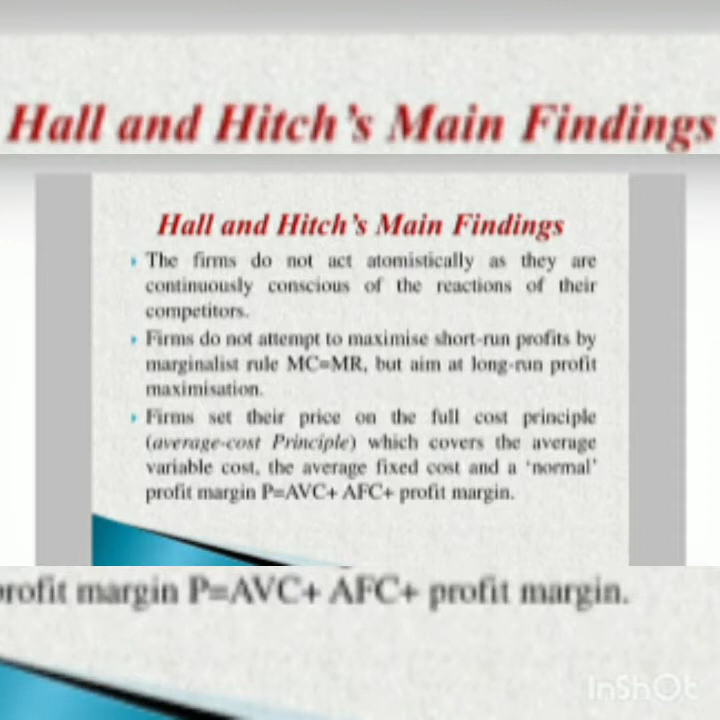 Hall and Hitch's Main Findings
Hall and Hitch's Main Findings
The firms do not act atomistically as they are
continuously conscious of the reactions of their
competitors.
Firms do not attempt to maximise short-run profits by
marginalist rule MC=MR, but aim at long-run profit
maximisation.
Firms set their price on the full cost principle
(average-cost Principle) which covers the average
variable cost, the average fixed cost and a 'normal'
profit margin P=AVC+ AFC+ profit margin.
rofit margin P=AVC+ AFC+ profit margin.
InShOt